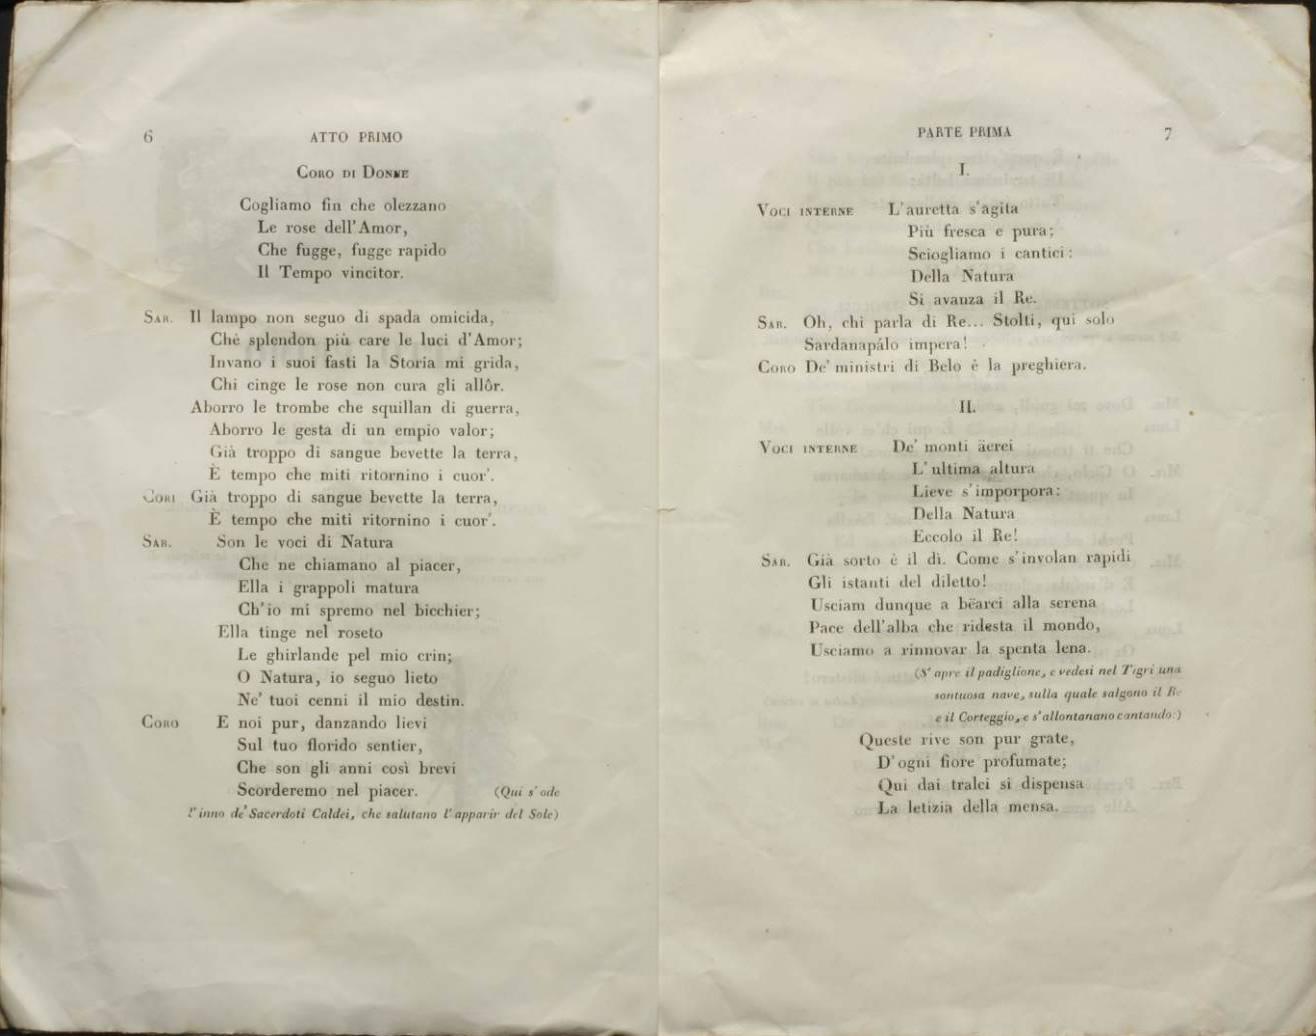 6
ATTO PRIMO
CORO DI DONNE
Cogliamo fin che olezzano
Le rose dell'Amor,
Che fugge, fugge rapido
Il Tempo vincitor.
SAR. Il lampo non seguo di spada omicida,
Chè splendon più care le luci d'Amor;
Invano i suoi fasti la Storia mi grida,
Chi cinge le rose non cura gli allôr.
Aborro le trombe che squillan di guerra,
Aborro le gesta di un empio valor;
Già troppo di sangue bevette la terra,
È tempo che miti ritornino i cuor'.
CORI Già troppo di sangue bevette la terra,
È tempo che miti ritornino i cuor'.
SAR. Son le voci di Natura
Che ne chiamano al piacer,
Ella i grappoli matura
Ch'io mi spremo nel bicchier;
Ella tinge nel roseto
Le ghirlande pel mio crin;
O Natura, io seguo lieto
Ne' tuoi cenni il mio destin.
CORO E noi pur, danzando lievi
Sul tuo florido sentier,
Che son gli anni così brevi
Scorderemo nel piacer. (Qui s'ode
l'inno de' Sacerdoti Caldei, che salutano l'apparir del Sole)
PARTE PRIMA
7
I.
VOCI INTERNE L'auretta s'agita
Più fresca e pura;
Sciogliamo i cantici:
Della Natura
Si avanza il Re.
SAR. Oh, chi parla di Re... Stolti, qui solo
Sardanapálo impera!
CORO De' ministri di Belo è la preghiera.
II.
VOCI INTERNE De' monti äerei
L'ultima altura
Lieve s'imporpora:
Della Natura
Eccolo il Re!
SAR. Già sorto è il dì. Come s'involan rapidi
Gli istanti del diletto!
Usciam dunque a bëarci alla serena
Pace dell'alba che ridesta il mondo,
Usciamo a rinnovar la spenta lena.
(S'apre il padiglione, e vedesi nel Tigri una
sontuosa nave, sulla quale salgono il Re
e il Corteggio, e s'allontanano cantando:)
Queste rive son pur grate,
D'ogni fiore profumate;
Qui dai tralci si dispensa
La letizia della mensa.